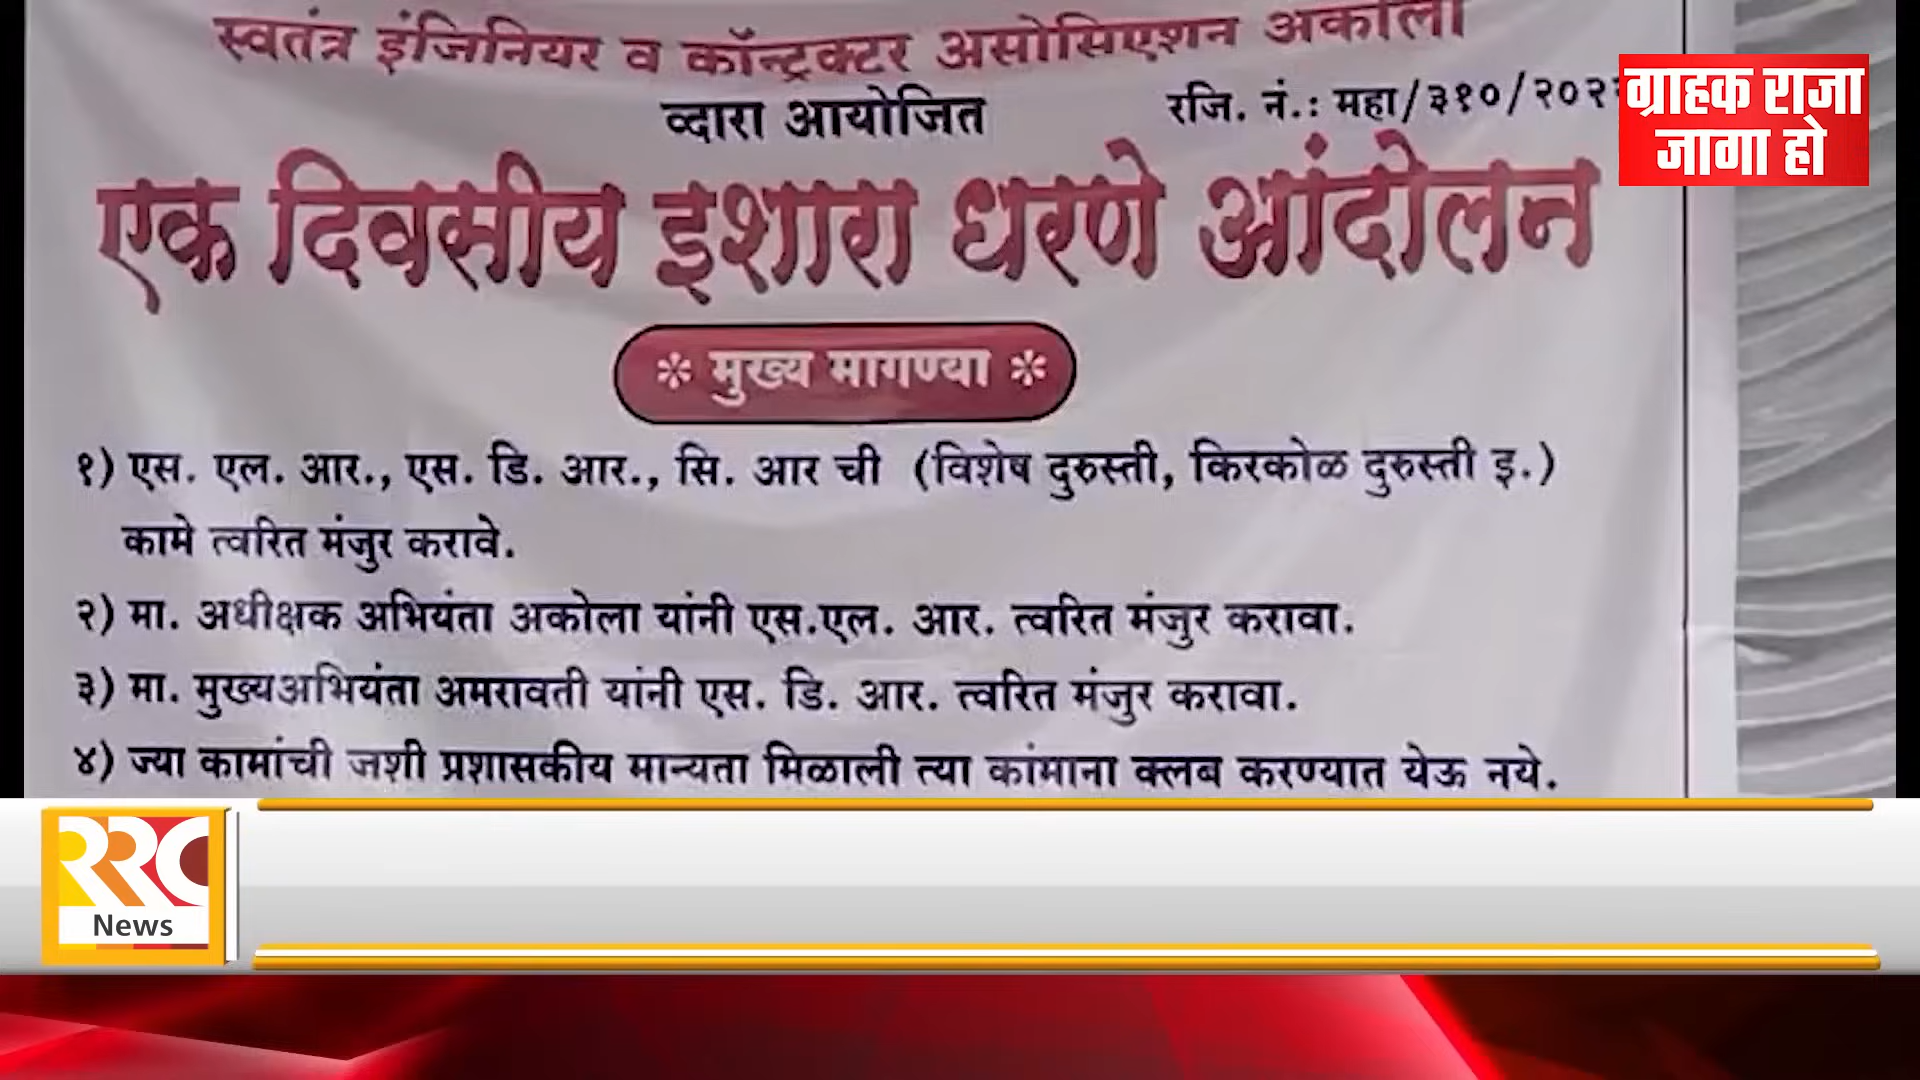 स्वतंत्र इंजिनियर व कॉन्ट्रक्टर असोसिएशन अकोला
व्दारा आयोजित
रजि. नं.: महा/३१०/२०२
ग्राहक राजा
जागा हो
एक दिवसीय इशारा धरणे आंदोलन
* मुख्य मागण्या *
१) एस. एल. आर., एस. डि. आर., सि. आर ची (विशेष दुरुस्ती, किरकोळ दुरुस्ती इ.)
कामे त्वरित मंजुर करावे.
२) मा. अधीक्षक अभियंता अकोला यांनी एस.एल. आर. त्वरित मंजुर करावा.
३) मा. मुख्यअभियंता अमरावती यांनी एस. डि. आर. त्वरित मंजुर करावा.
४) ज्या कामांची जशी प्रशासकीय मान्यता मिळाली त्या कांमाना क्लब करण्यात येऊ नये.
RRC
News